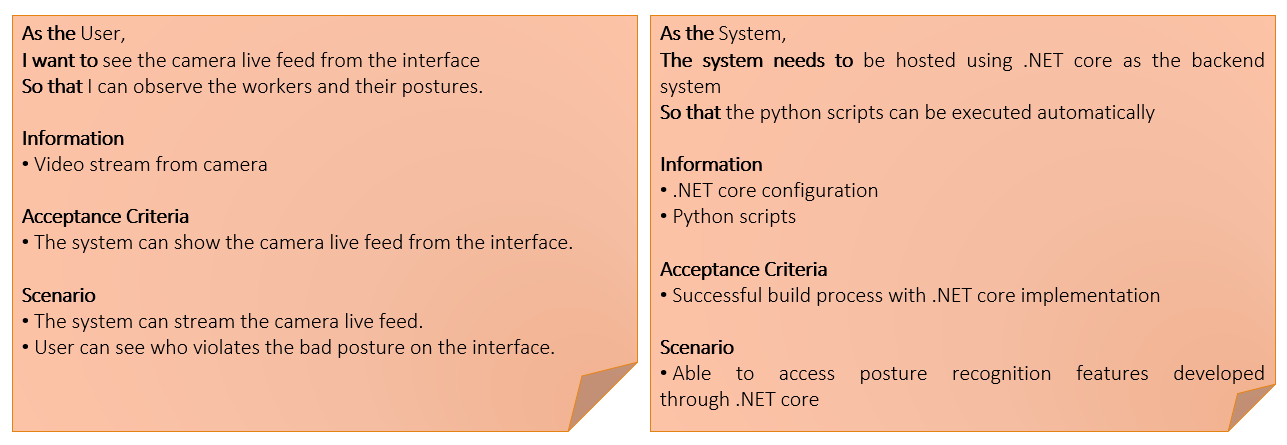 As the User,
I want to see the camera live feed from the interface
So that I can observe the workers and their postures.
Information
• Video stream from camera
Acceptance Criteria
• The system can show the camera live feed from the interface.
Scenario
• The system can stream the camera live feed.
• User can see who violates the bad posture on the interface.
As the System,
The system needs to be hosted using .NET core as the backend
system
So that the python scripts can be executed automatically
Information
• .NET core configuration
• Python scripts
Acceptance Criteria
• Successful build process with .NET core implementation
Scenario
• Able to access posture recognition features developed
through .NET core